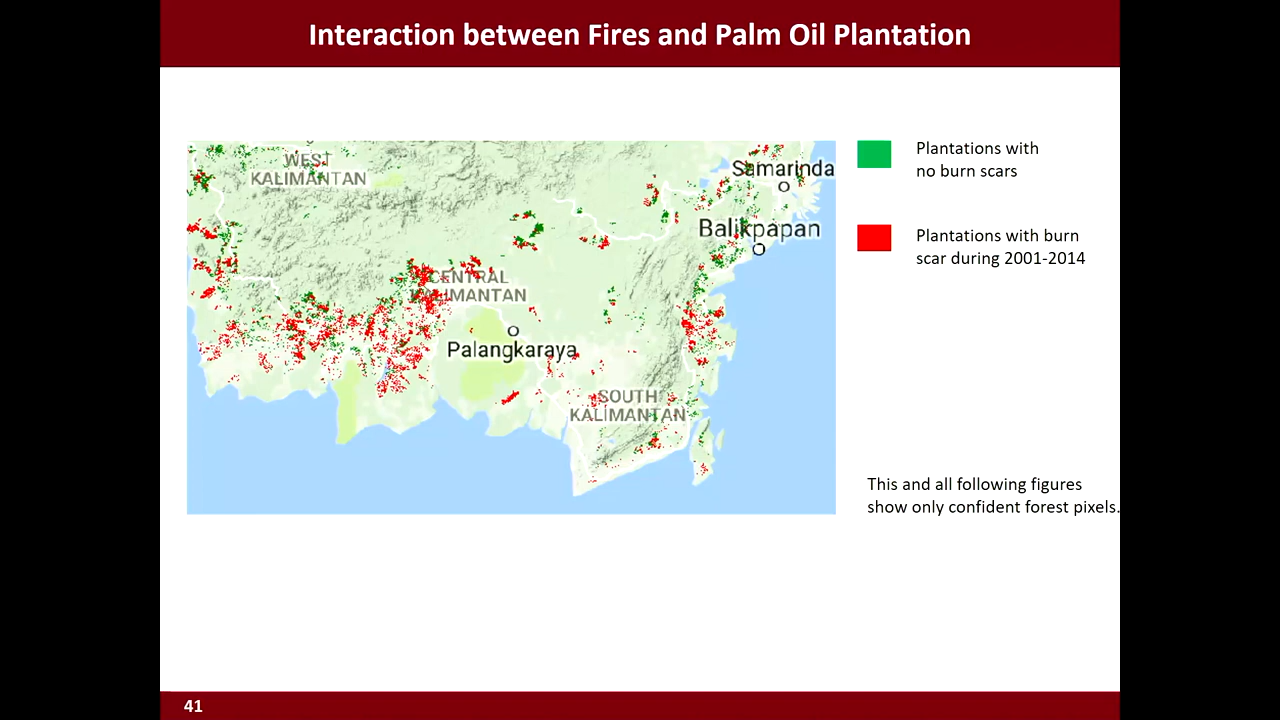 Interaction between Fires and Palm Oil Plantation
WEST
KALIMANTAN
Samarinda
Balikpapan
CENTRAL
KALIMANTAN
Palangkaraya
SOUTH
KALIMANTAN
Plantations with
no burn scars
Plantations with burn
scar during 2001-2014
This and all following figures
show only confident forest pixels.
41